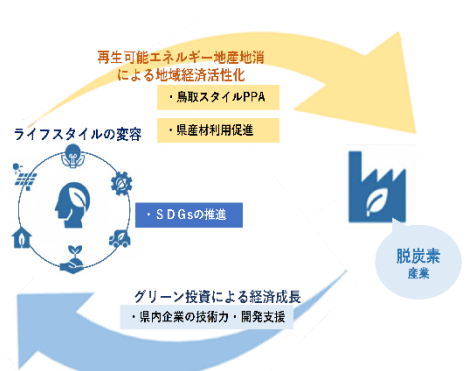 再生可能エネルギー地産地消
による地域経済活性化
・鳥取スタイルPPA
・県産材利用促進
ライフスタイルの変容
・ＳＤＧsの推進
脱炭素
産業
グリーン投資による経済成長
・県内企業の技術力・開発支援